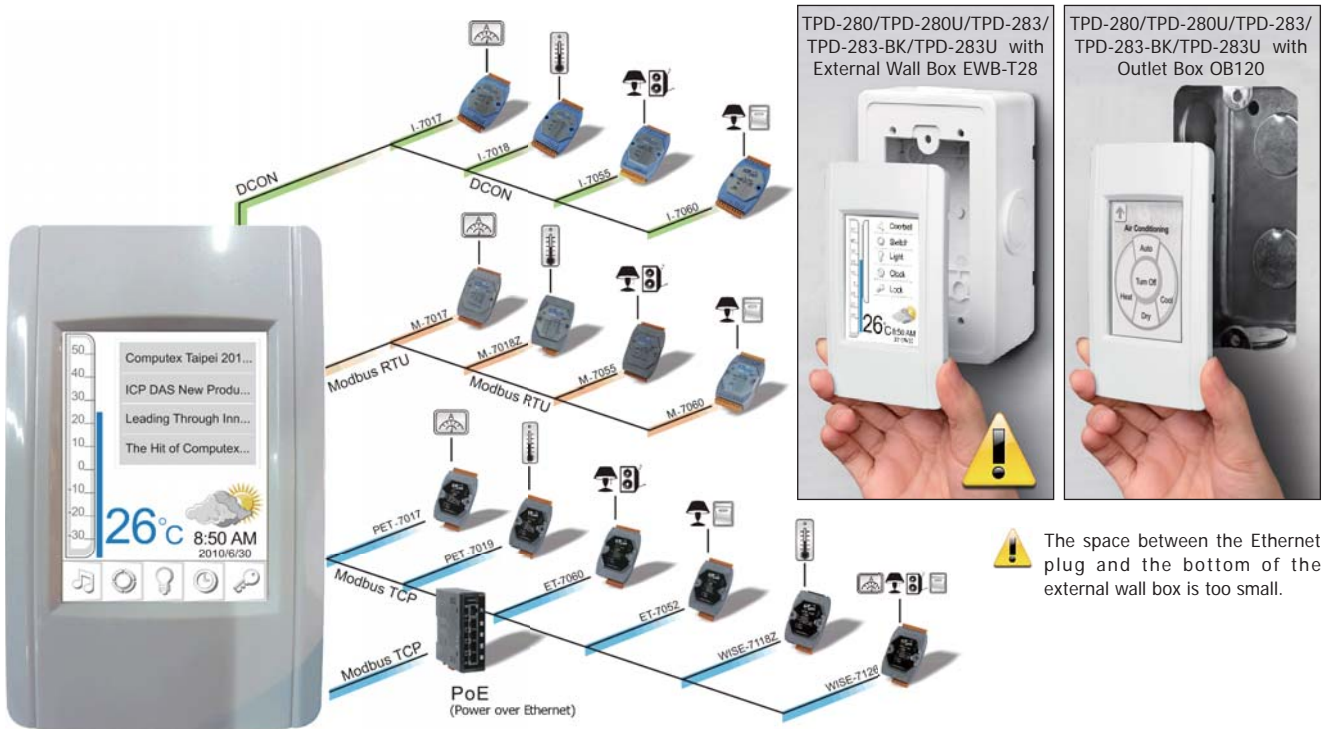 TPD-280/TPD-280U/TPD-283/
TPD-283-BK/TPD-283U with
External Wall Box EWB-T28
TPD-280/TPD-280U/TPD-283/
TPD-283-BK/TPD-283U with
Outlet Box OB120
DCON
I-7017
I-7018
DCON
I-7055
I-7060
Modbus RTU
M-7017
M-7018Z
Modbus RTU
M-7055
M-7060
PET-7017
PET-7019
Modbus TCP
ET-7060
ET-7052
WISE-7118Z
WISE-7126
Modbus TCP
PoE
(Power over Ethernet)
50
40
30
20
10
0
-10
-20
-30
Computex Taipei 201...
ICP DAS New Produ...
Leading Through Inn...
The Hit of Computex...
26°C
8:50 AM
2010/6/30
Doorbell
Switch
Light
Clock
Lock
26°C
8:50 AM
Air Conditioning
Auto
Turn Off
Heat
Cool
Dry
The space between the Ethernet
plug and the bottom of the
external wall box is too small.